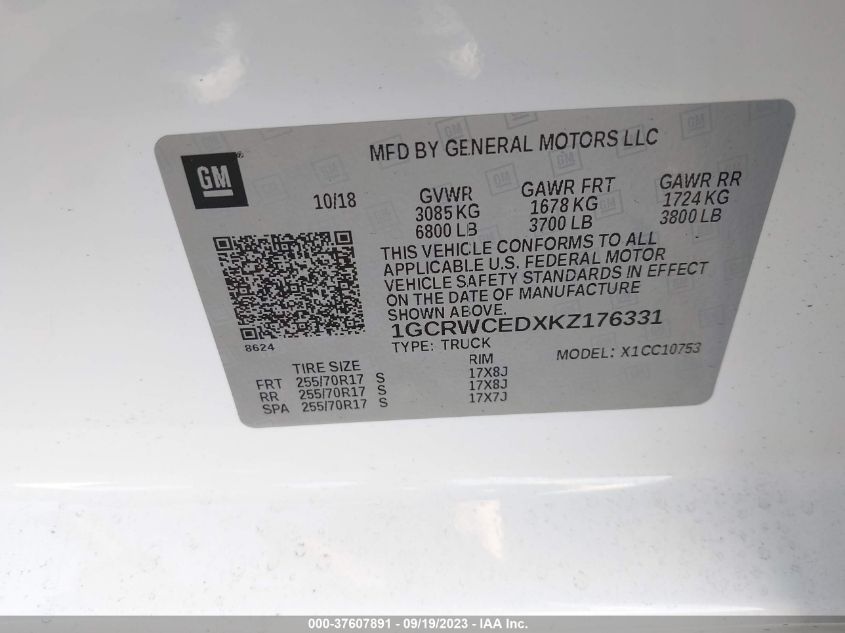 GM
MFD BY GENERAL MOTORS LLC
10/18
GVWR
3085 KG
6800 LB
GAWR FRT
1678 KG
3700 LB
GAWR RR
1724 KG
3800 LB
THIS VEHICLE CONFORMS TO ALL
APPLICABLE U.S. FEDERAL MOTOR
VEHICLE SAFETY STANDARDS IN EFFECT
ON THE DATE OF MANUFACTURE
SHOWN ABOVE.
1GCRWCEDXKZ176331
8624
TYPE: TRUCK
MODEL: X1CC10753
TIRE SIZE RIM
FRT 255/70R17 S 17X8J
RR 255/70R17 S 17X8J
SPA 255/70R17 S 17X7J
000-37607891 - 09/19/2023 - IAA Inc.